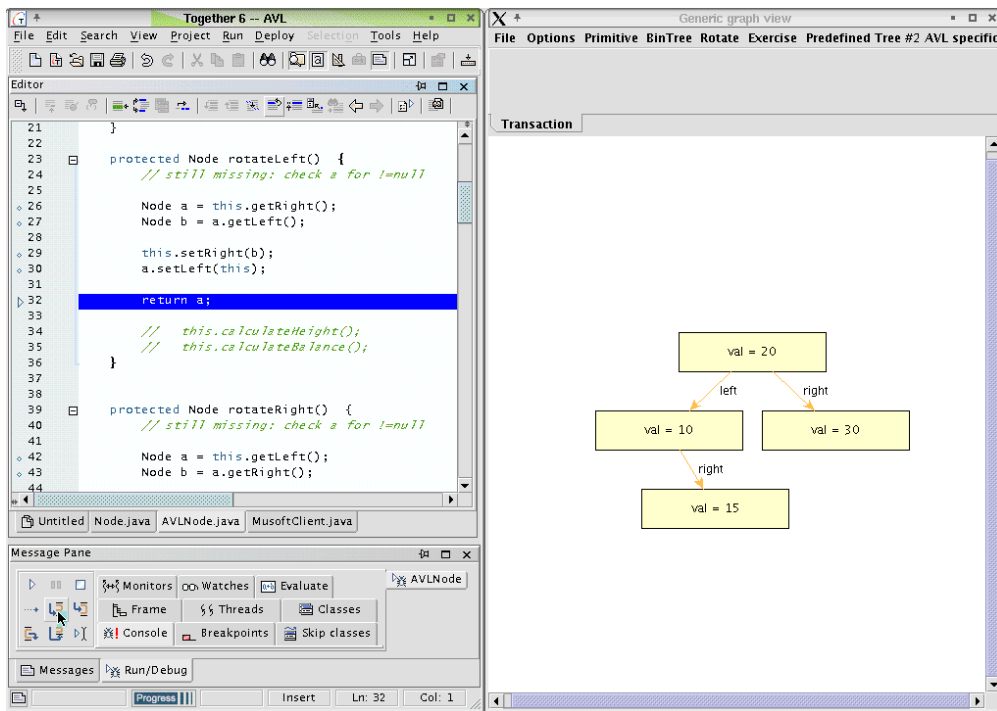 Together 6 -- AVL
File Edit Search View Project Run Deploy Selection Tools Help
Editor
21 }
22
23 protected Node rotateLeft() {
24 // still missing: check a for !=null
25
26 Node a = this.getRight();
27 Node b = a.getLeft();
28
29 this.setRight(b);
30 a.setLeft(this);
31
32 return a;
33
34 // this.calculateHeight();
35 // this.calculateBalance();
36 }
37
38
39 protected Node rotateRight() {
40 // still missing: check a for !=null
41
42 Node a = this.getLeft();
43 Node b = a.getRight();
44
Untitled Node.java AVLNode.java MusoftClient.java
Message Pane
Monitors Watches Evaluate AVLNode
Frame Threads Classes
Console Breakpoints Skip classes
Messages Run/Debug
Progress Insert Ln: 32 Col: 1
Generic graph view
File Options Primitive BinTree Rotate Exercise Predefined Tree #2 AVL specific
Transaction
val = 20
left right
val = 10 val = 30
right
val = 15